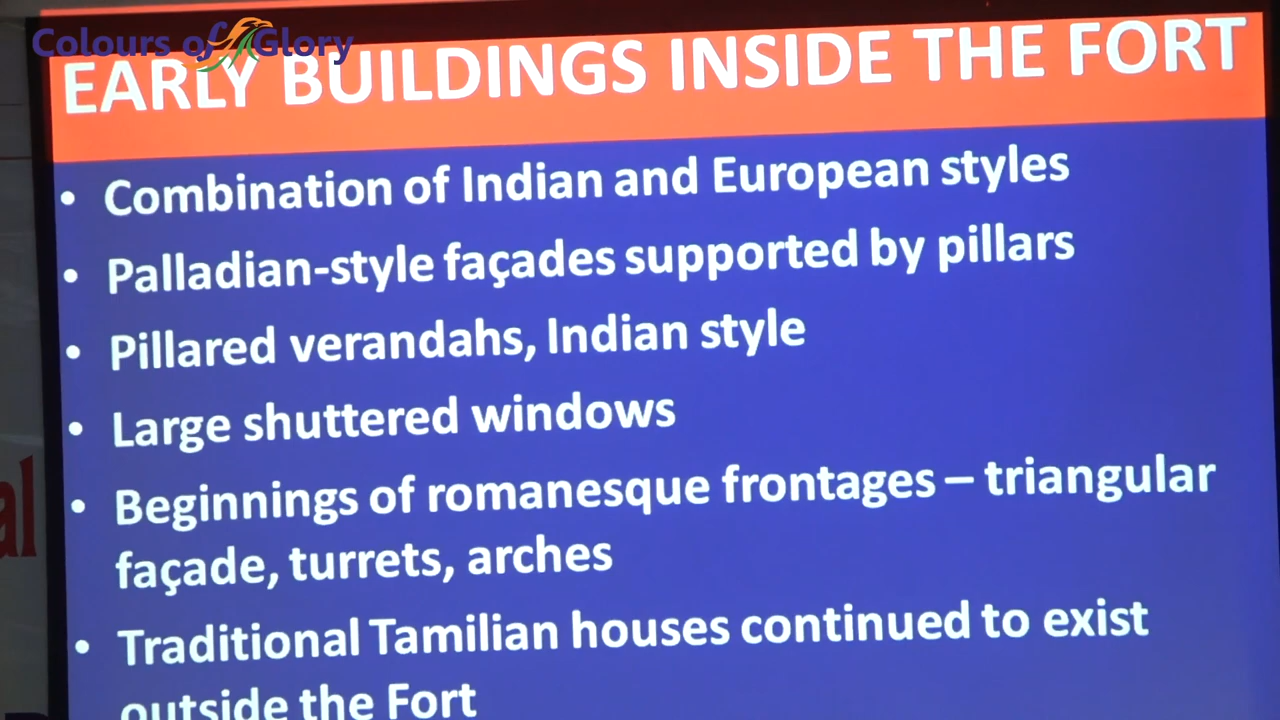 Colours of Glory
EARLY BUILDINGS INSIDE THE FORT
• Combination of Indian and European styles
• Palladian-style façades supported by pillars
• Pillared verandahs, Indian style
• Large shuttered windows
• Beginnings of romanesque frontages – triangular
façade, turrets, arches
• Traditional Tamilian houses continued to exist
outside the Fort
al